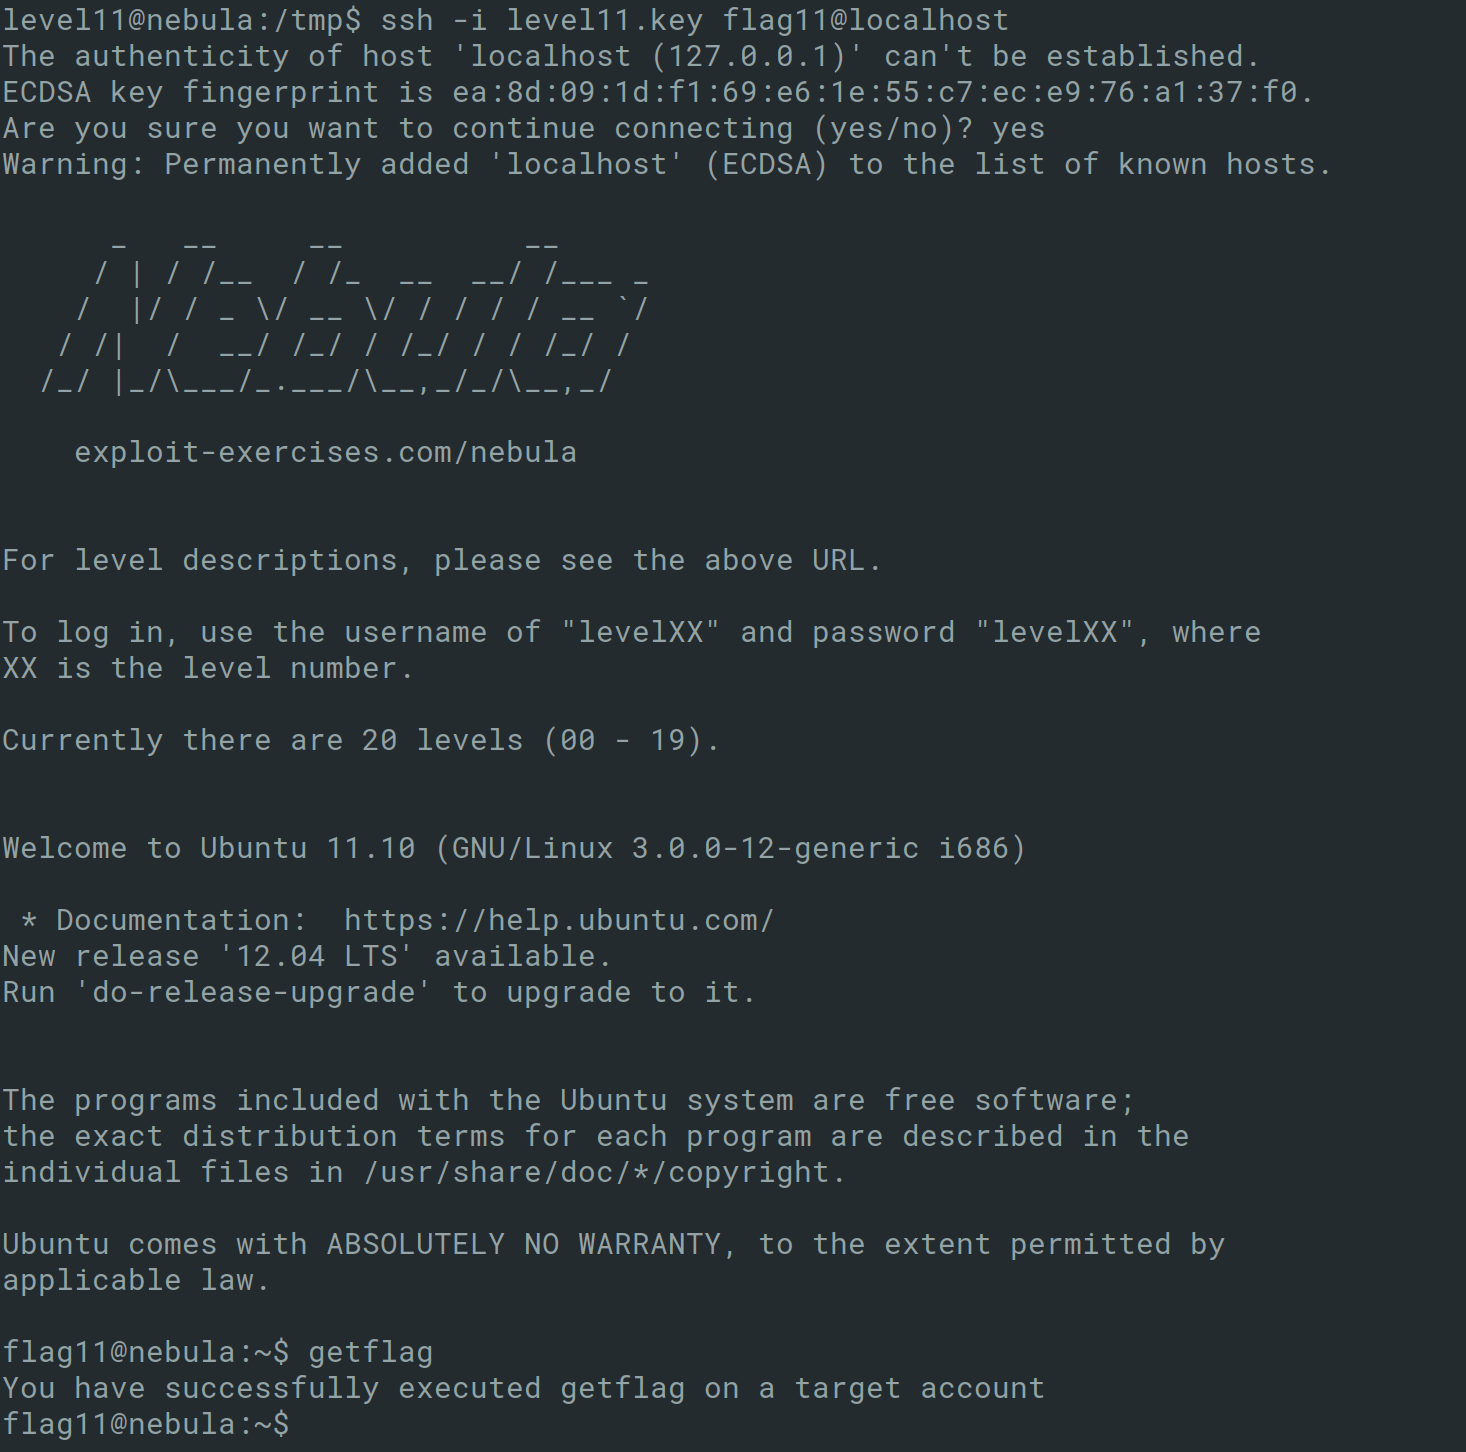 level11@nebula:/tmp$ ssh -i level11.key flag11@localhost
The authenticity of host 'localhost (127.0.0.1)' can't be established.
ECDSA key fingerprint is ea:8d:09:1d:f1:69:e6:1e:55:c7:ec:e9:76:a1:37:f0.
Are you sure you want to continue connecting (yes/no)? yes
Warning: Permanently added 'localhost' (ECDSA) to the list of known hosts.

      _   __     __          __
     / | / /__  / /_  __  __/ /___ _
    /  |/ / _ \/ __ \/ / / / / __ `/
   / /|  /  __/ /_/ / /_/ / / /_/ /
  /_/ |_/\___/_.___/\__,_/_/\__,_/

    exploit-exercises.com/nebula

For level descriptions, please see the above URL.

To log in, use the username of "levelXX" and password "levelXX", where
XX is the level number.

Currently there are 20 levels (00 - 19).

Welcome to Ubuntu 11.10 (GNU/Linux 3.0.0-12-generic i686)

 * Documentation:  https://help.ubuntu.com/
New release '12.04 LTS' available.
Run 'do-release-upgrade' to upgrade to it.

The programs included with the Ubuntu system are free software;
the exact distribution terms for each program are described in the
individual files in /usr/share/doc/*/copyright.

Ubuntu comes with ABSOLUTELY NO WARRANTY, to the extent permitted by
applicable law.

flag11@nebula:~$ getflag
You have successfully executed getflag on a target account
flag11@nebula:~$